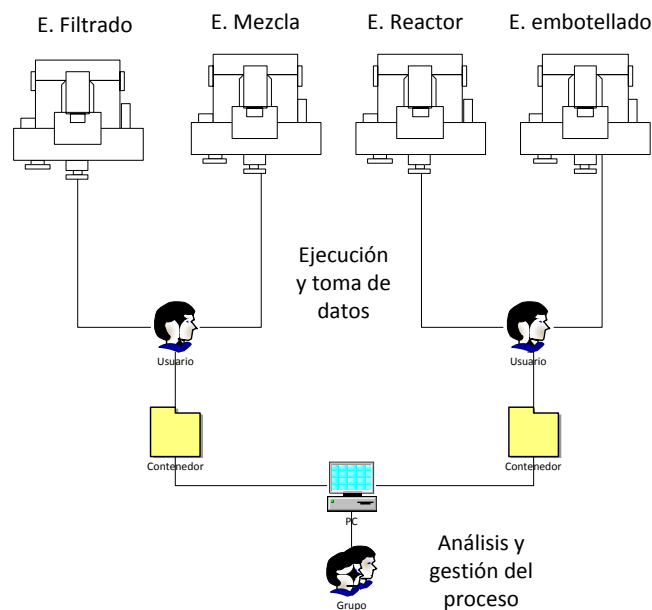 E. Filtrado
E. Mezcla
E. Reactor
E. embotellado
Ejecución
y toma de
datos
Usuario
Usuario
Contenedor
Contenedor
PC
Análisis y
gestión del
proceso
Grupo